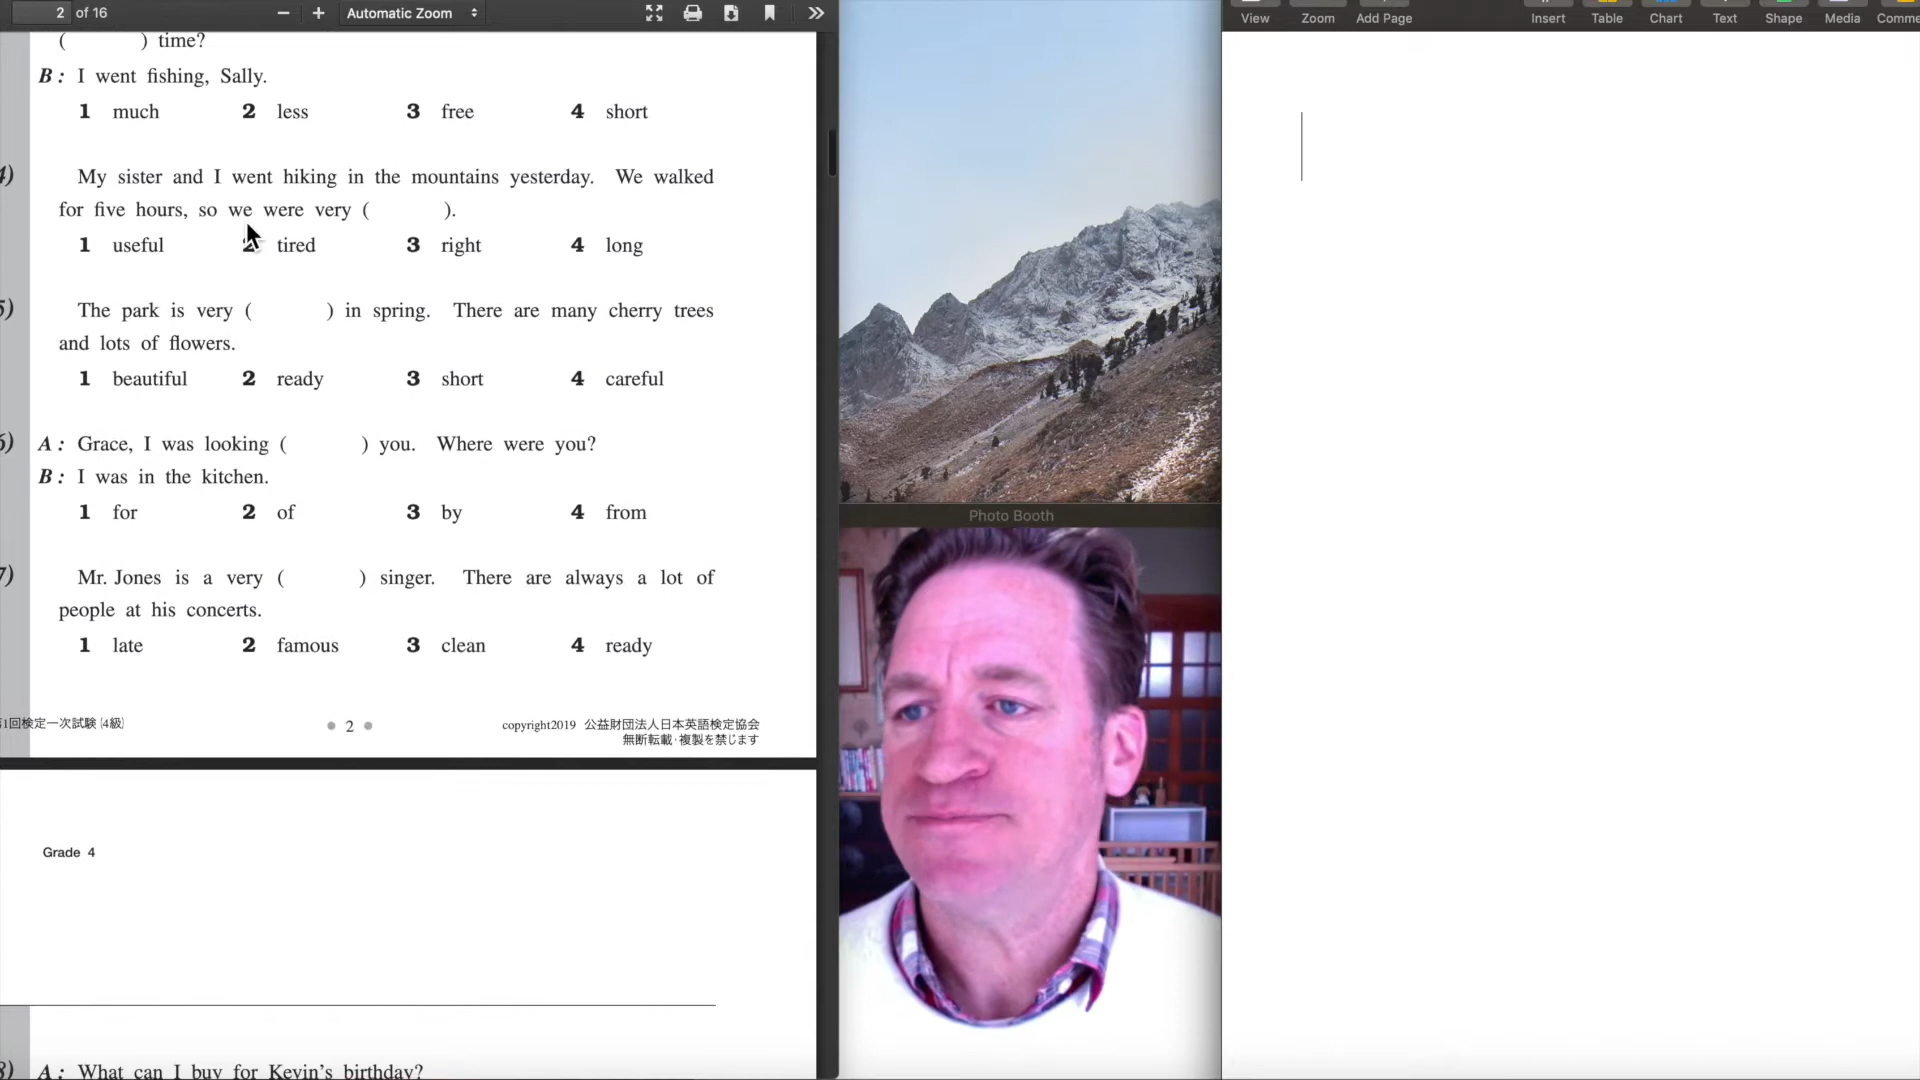 2 of 16
Automatic Zoom
View Zoom Add Page Insert Table Chart Text Shape Media
( ) time?
B : I went fishing, Sally.
1 much 2 less 3 free 4 short
4) My sister and I went hiking in the mountains yesterday. We walked
for five hours, so we were very ( ).
1 useful 2 tired 3 right 4 long
5) The park is very ( ) in spring. There are many cherry trees
and lots of flowers.
1 beautiful 2 ready 3 short 4 careful
6) A : Grace, I was looking ( ) you. Where were you?
B : I was in the kitchen.
1 for 2 of 3 by 4 from
7) Mr. Jones is a very ( ) singer. There are always a lot of
people at his concerts.
1 late 2 famous 3 clean 4 ready
1回検定一次試験 (4級)
● 2 ●
copyright2019 公益財団法人日本英語検定協会
無断転載·複製を禁じます
Grade 4
8) A : What can I buy for Kevin's birthday?
Photo Booth